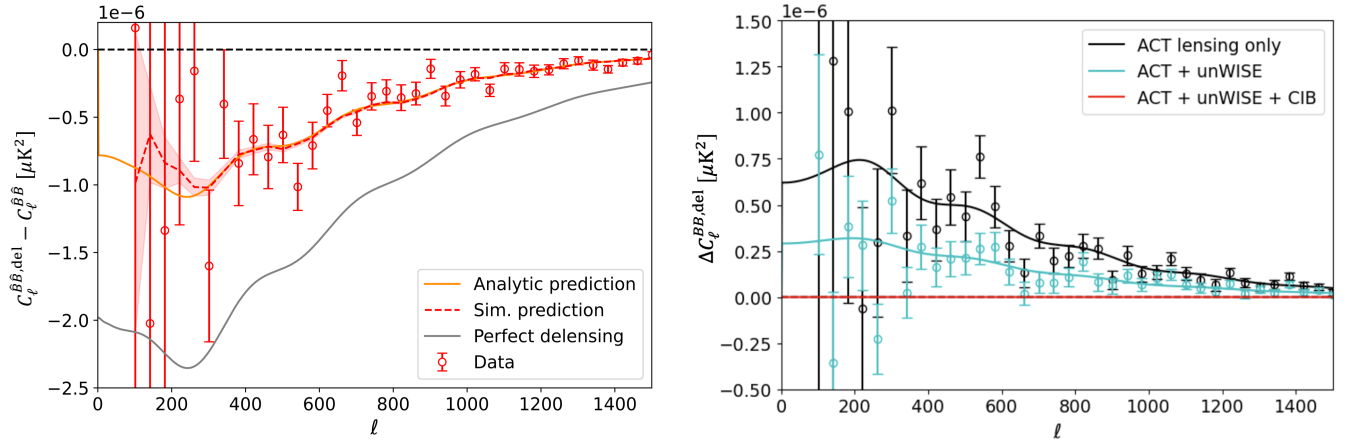 1e−6
C_ℓ^{B̂B̂,del} − C_ℓ^{B̂B̂} [μK²]
0.0
−0.5
−1.0
−1.5
−2.0
−2.5
Analytic prediction
Sim. prediction
Perfect delensing
Data
0 200 400 600 800 1000 1200 1400
ℓ
1e−6
ΔC_ℓ^{BB,del} [μK²]
1.50
1.25
1.00
0.75
0.50
0.25
0.00
−0.25
−0.50
ACT lensing only
ACT + unWISE
ACT + unWISE + CIB
0 200 400 600 800 1000 1200 1400
ℓ